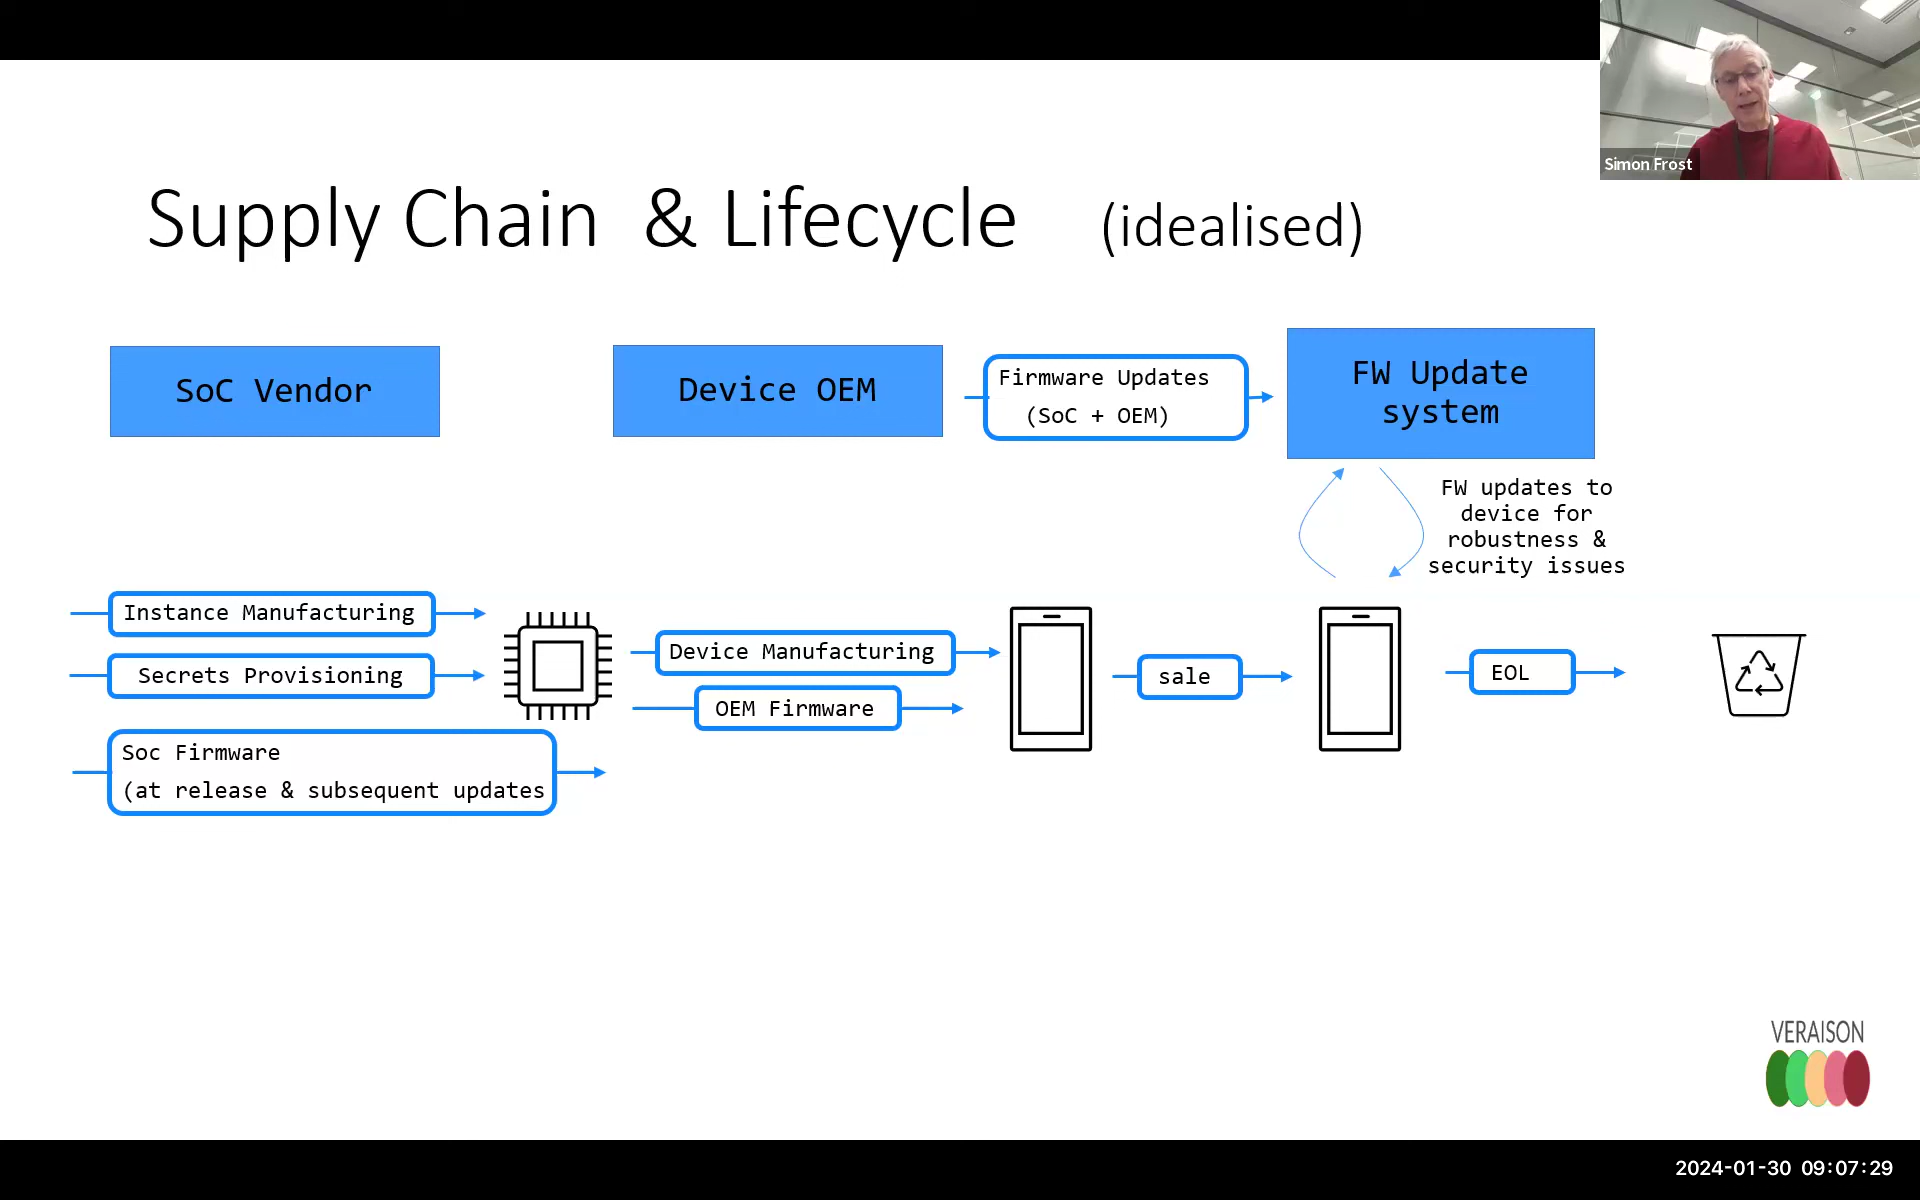 Simon Frost
Supply Chain & Lifecycle (idealised)
SoC Vendor
Device OEM
Firmware Updates
(SoC + OEM)
FW Update
system
FW updates to
device for
robustness &
security issues
Instance Manufacturing
Secrets Provisioning
Soc Firmware
(at release & subsequent updates
Device Manufacturing
OEM Firmware
sale
EOL
VERAISON
2024-01-30 09:07:29